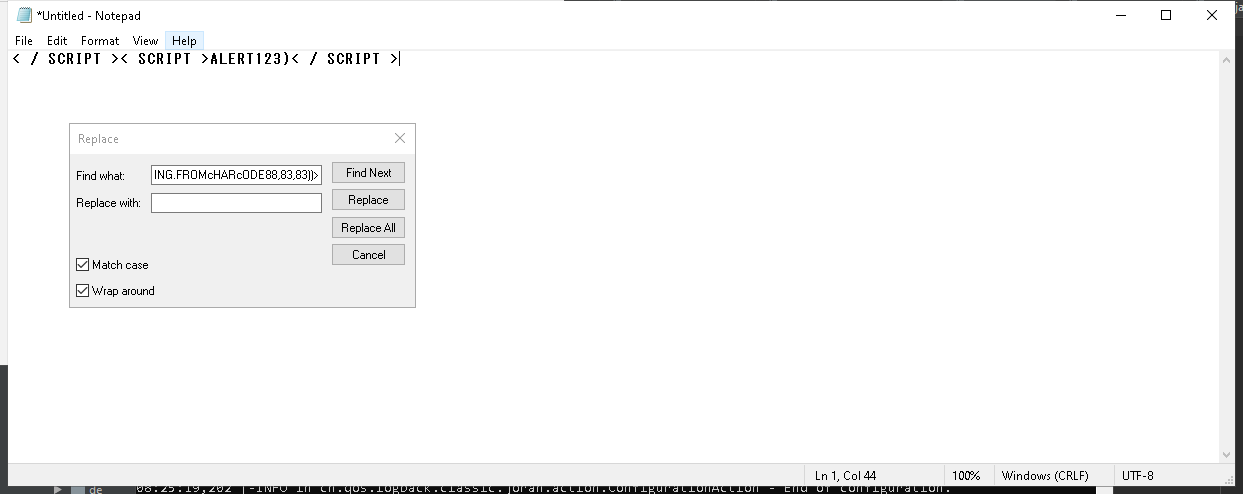 *Untitled - Notepad
File Edit Format View Help
< / SCRIPT >< SCRIPT >ALERT123)< / SCRIPT >
Replace
Find what: ING.FROMcHARcODE88,83,83))> Find Next
Replace with: Replace
Replace All
Cancel
Match case
Wrap around
Ln 1, Col 44 100% Windows (CRLF) UTF-8
de 08:25:19,202 |-INFO in ch.qos.logback.classic.joran.action.ConfigurationAction - End of configuration.